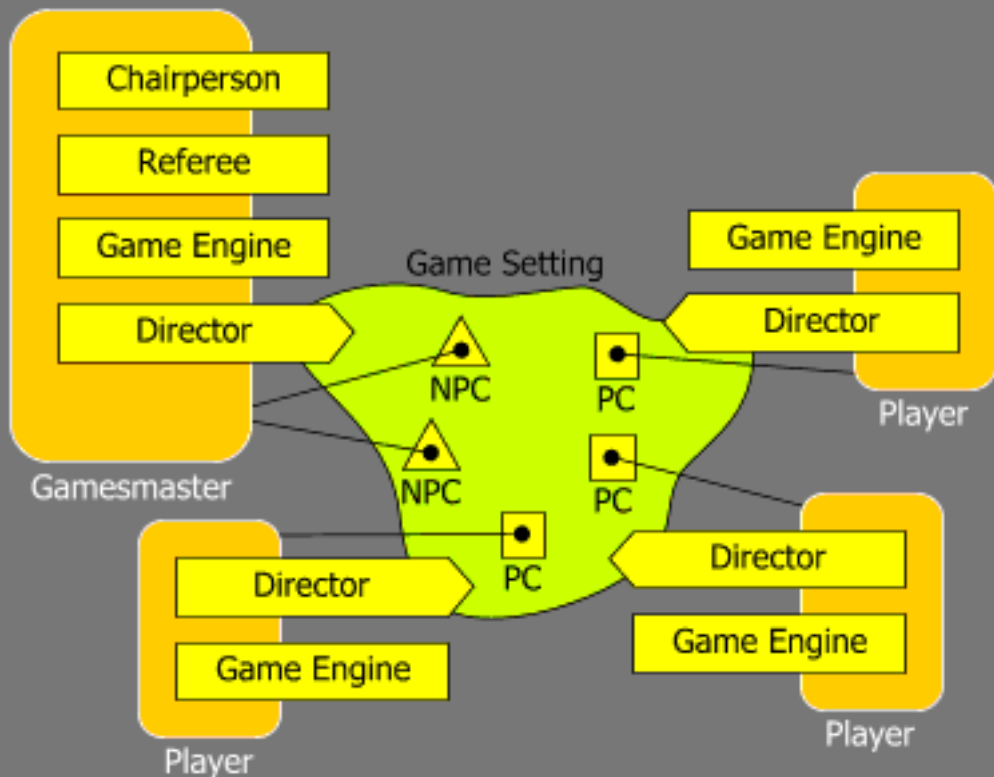 Chairperson
Referee
Game Engine
Director
Gamesmaster
Game Setting
NPC
NPC
PC
PC
PC
Game Engine
Director
Player
Director
Game Engine
Player
Director
Game Engine
Player